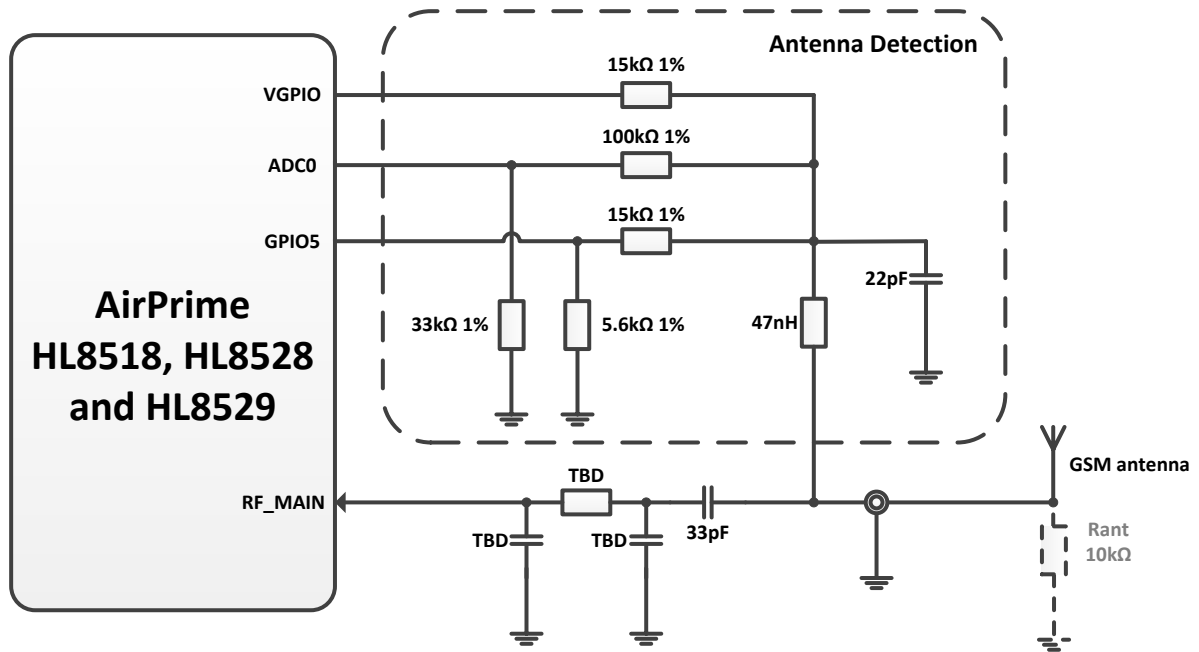 Antenna Detection
15kΩ 1%
VGPIO
100kΩ 1%
ADC0
15kΩ 1%
GPIO5
22pF
33kΩ 1%
5.6kΩ 1%
47nH
AirPrime
HL8518, HL8528
and HL8529
GSM antenna
TBD
RF_MAIN
33pF
TBD
TBD
Rant
10kΩ